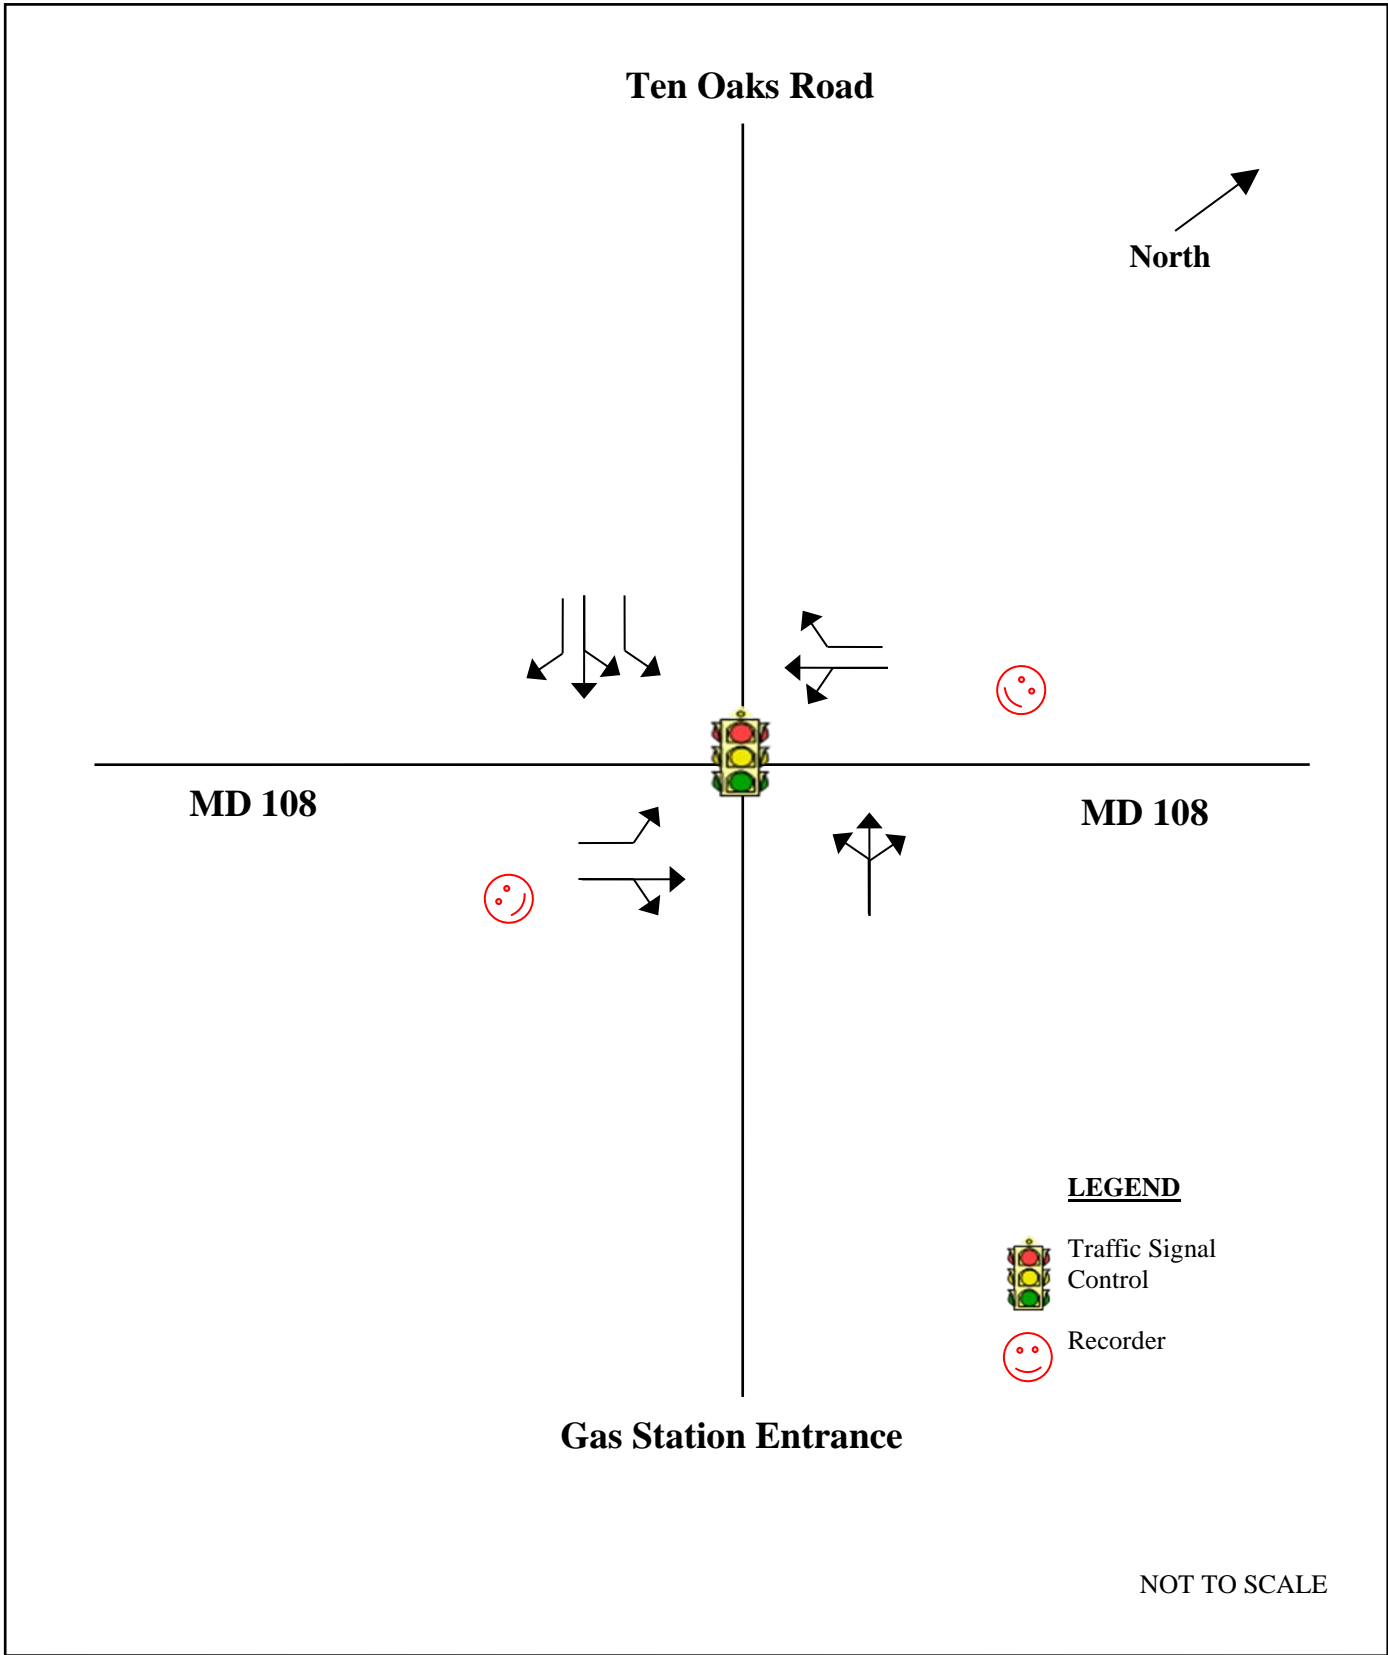 Ten Oaks Road
North
MD 108
MD 108
LEGEND
Traffic Signal
Control
Recorder
Gas Station Entrance
NOT TO SCALE